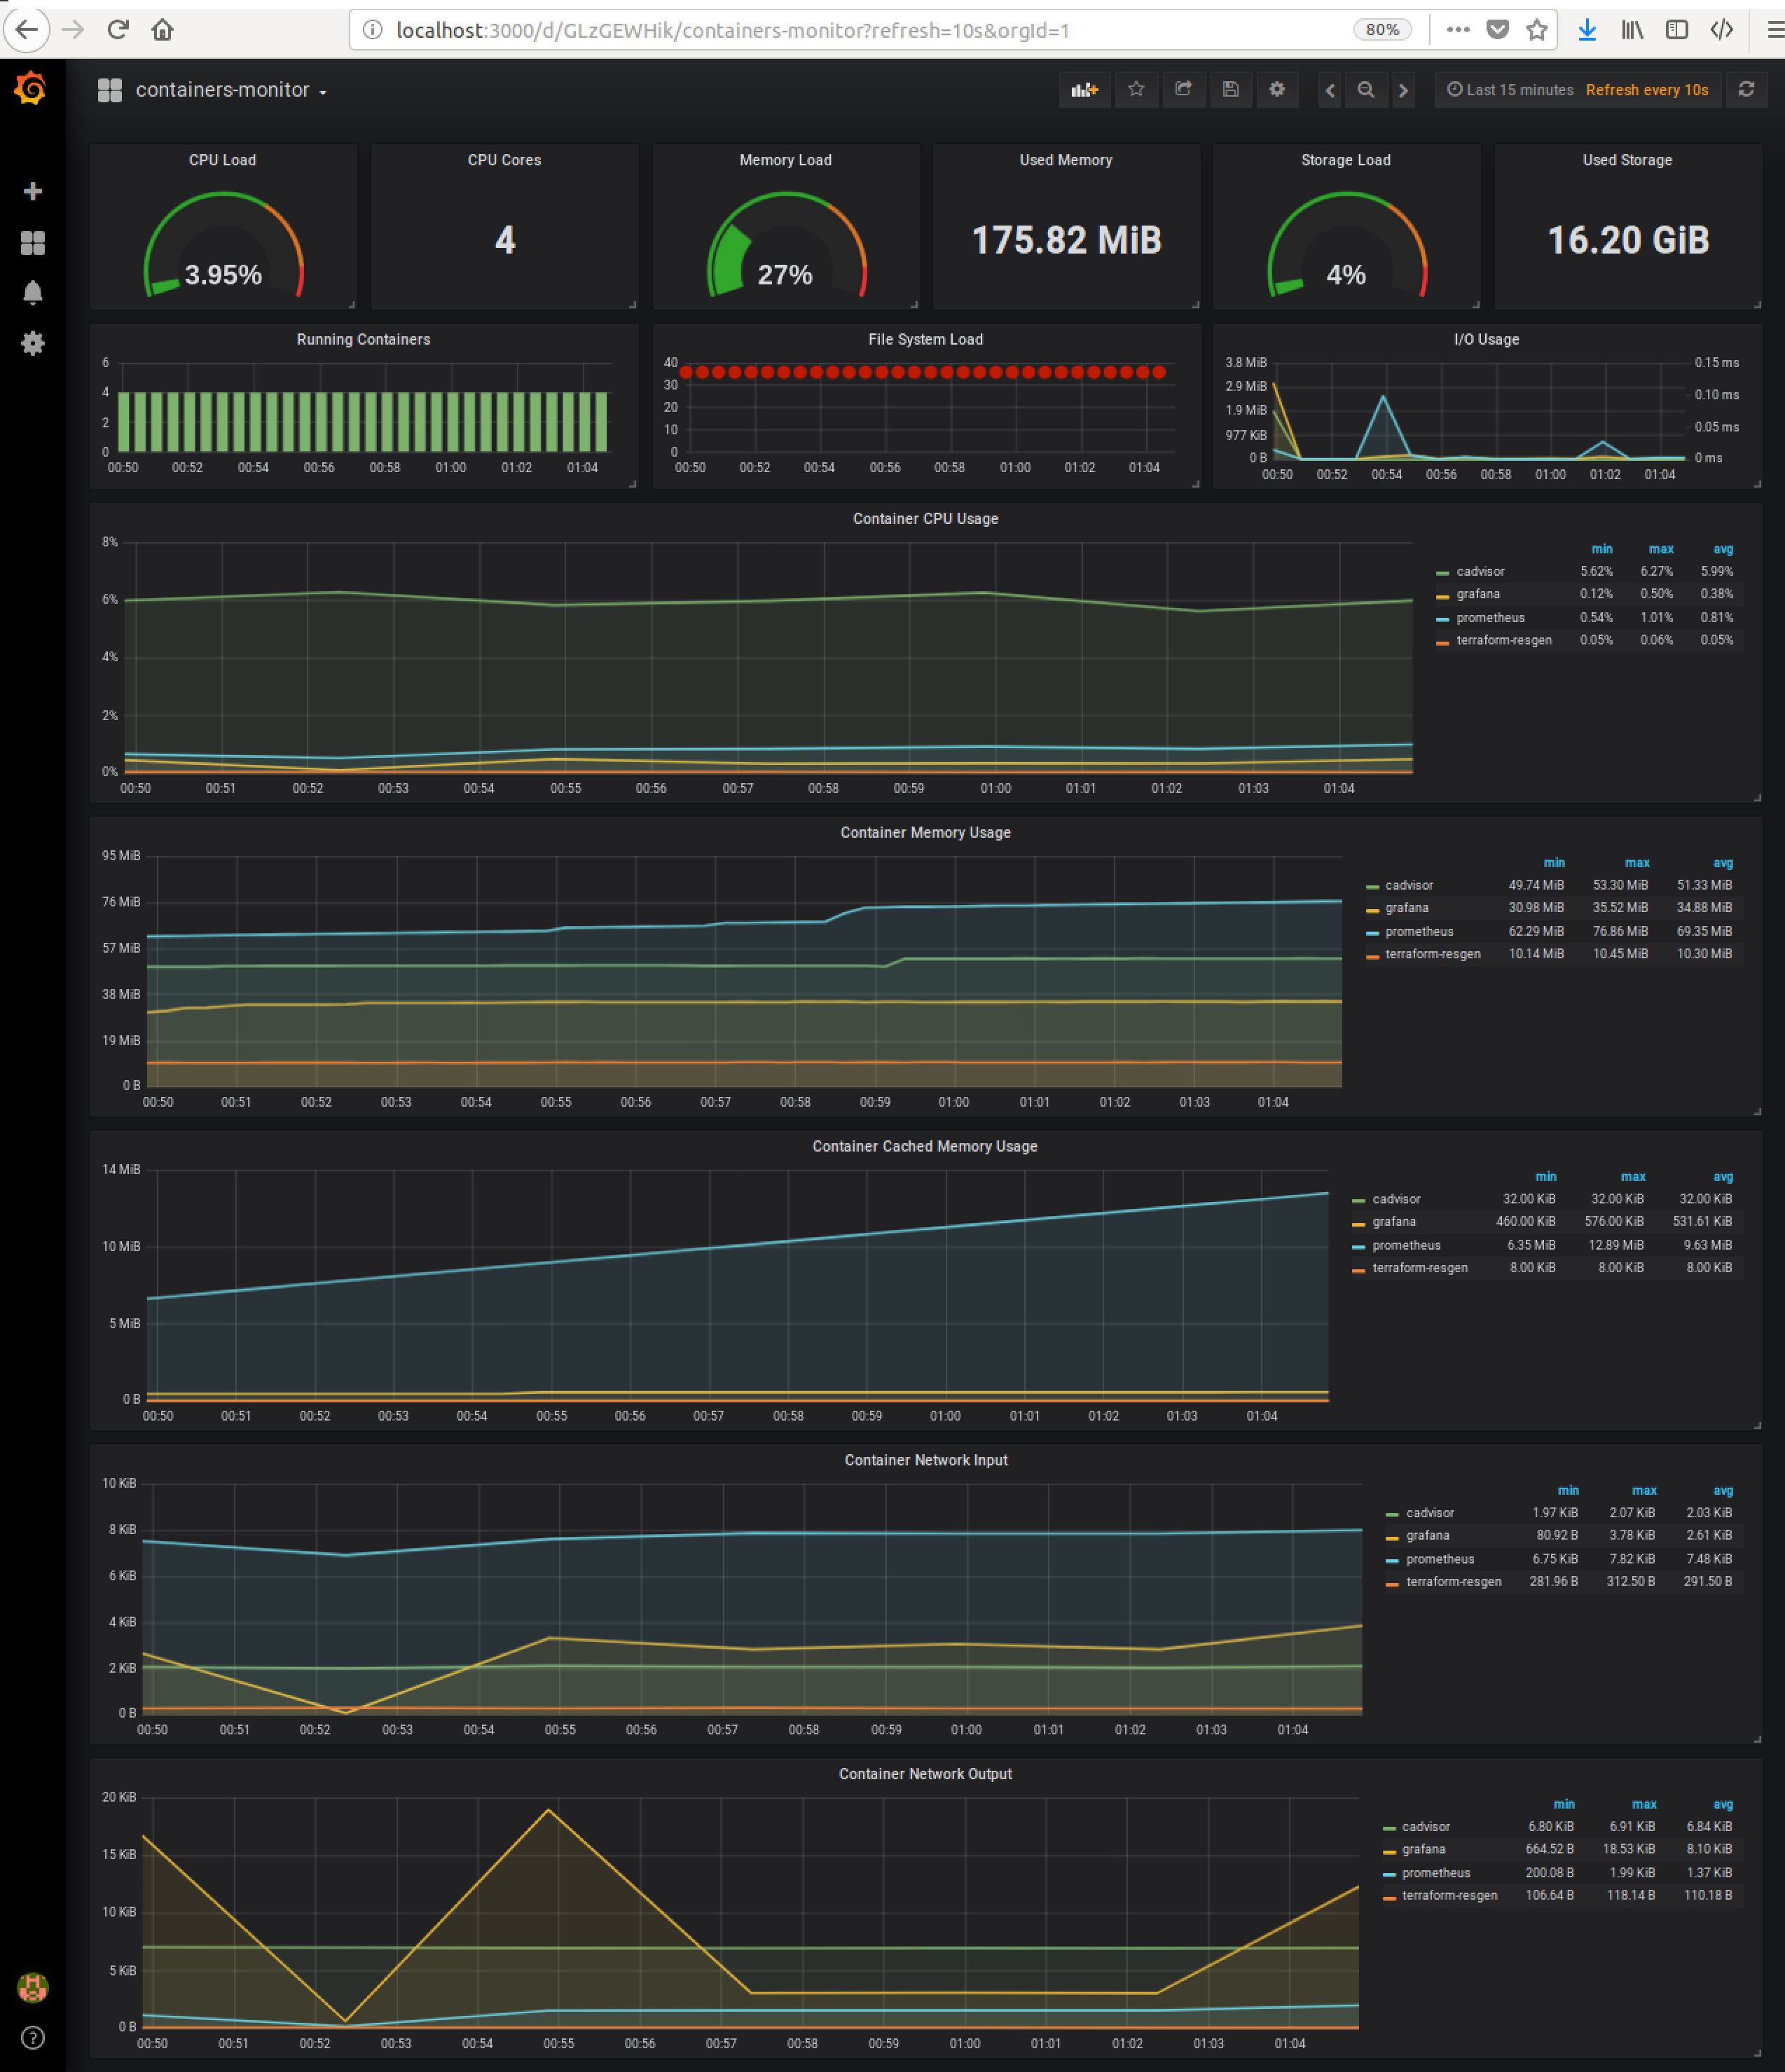 localhost:3000/d/GLzGEWHik/containers-monitor?refresh=10s&orgId=1 80%
containers-monitor Last 15 minutes Refresh every 10s
CPU Load CPU Cores Memory Load Used Memory Storage Load Used Storage
3.95% 4 27% 175.82 MiB 4% 16.20 GiB
Running Containers
6
4
2
0
00:50 00:52 00:54 00:56 00:58 01:00 01:02 01:04
File System Load
40
30
20
10
0
00:50 00:52 00:54 00:56 00:58 01:00 01:02 01:04
I/O Usage
3.8 MiB 0.15 ms
2.9 MiB 0.10 ms
1.9 MiB 0.05 ms
977 KiB
0 B 0 ms
00:50 00:52 00:54 00:56 00:58 01:00 01:02 01:04
Container CPU Usage
8%
6%
4%
2%
0%
00:50 00:51 00:52 00:53 00:54 00:55 00:56 00:57 00:58 00:59 01:00 01:01 01:02 01:03 01:04
min max avg
cadvisor 5.62% 6.27% 5.99%
grafana 0.12% 0.50% 0.38%
prometheus 0.54% 1.01% 0.81%
terraform-resgen 0.05% 0.06% 0.05%
Container Memory Usage
95 MiB
76 MiB
57 MiB
38 MiB
19 MiB
0 B
00:50 00:51 00:52 00:53 00:54 00:55 00:56 00:57 00:58 00:59 01:00 01:01 01:02 01:03 01:04
min max avg
cadvisor 49.74 MiB 53.30 MiB 51.33 MiB
grafana 30.98 MiB 35.52 MiB 34.88 MiB
prometheus 62.29 MiB 76.86 MiB 69.35 MiB
terraform-resgen 10.14 MiB 10.45 MiB 10.30 MiB
Container Cached Memory Usage
14 MiB
10 MiB
5 MiB
0 B
00:50 00:51 00:52 00:53 00:54 00:55 00:56 00:57 00:58 00:59 01:00 01:01 01:02 01:03 01:04
min max avg
cadvisor 32.00 KiB 32.00 KiB 32.00 KiB
grafana 460.00 KiB 576.00 KiB 531.61 KiB
prometheus 6.35 MiB 12.89 MiB 9.63 MiB
terraform-resgen 8.00 KiB 8.00 KiB 8.00 KiB
Container Network Input
10 KiB
8 KiB
6 KiB
4 KiB
2 KiB
0 B
00:50 00:51 00:52 00:53 00:54 00:55 00:56 00:57 00:58 00:59 01:00 01:01 01:02 01:03 01:04
min max avg
cadvisor 1.97 KiB 2.07 KiB 2.03 KiB
grafana 80.92 B 3.78 KiB 2.61 KiB
prometheus 6.75 KiB 7.82 KiB 7.48 KiB
terraform-resgen 281.96 B 312.50 B 291.50 B
Container Network Output
20 KiB
15 KiB
10 KiB
5 KiB
0 B
00:50 00:51 00:52 00:53 00:54 00:55 00:56 00:57 00:58 00:59 01:00 01:01 01:02 01:03 01:04
min max avg
cadvisor 6.80 KiB 6.91 KiB 6.84 KiB
grafana 664.52 B 18.53 KiB 8.10 KiB
prometheus 200.08 B 1.99 KiB 1.37 KiB
terraform-resgen 106.64 B 118.14 B 110.18 B